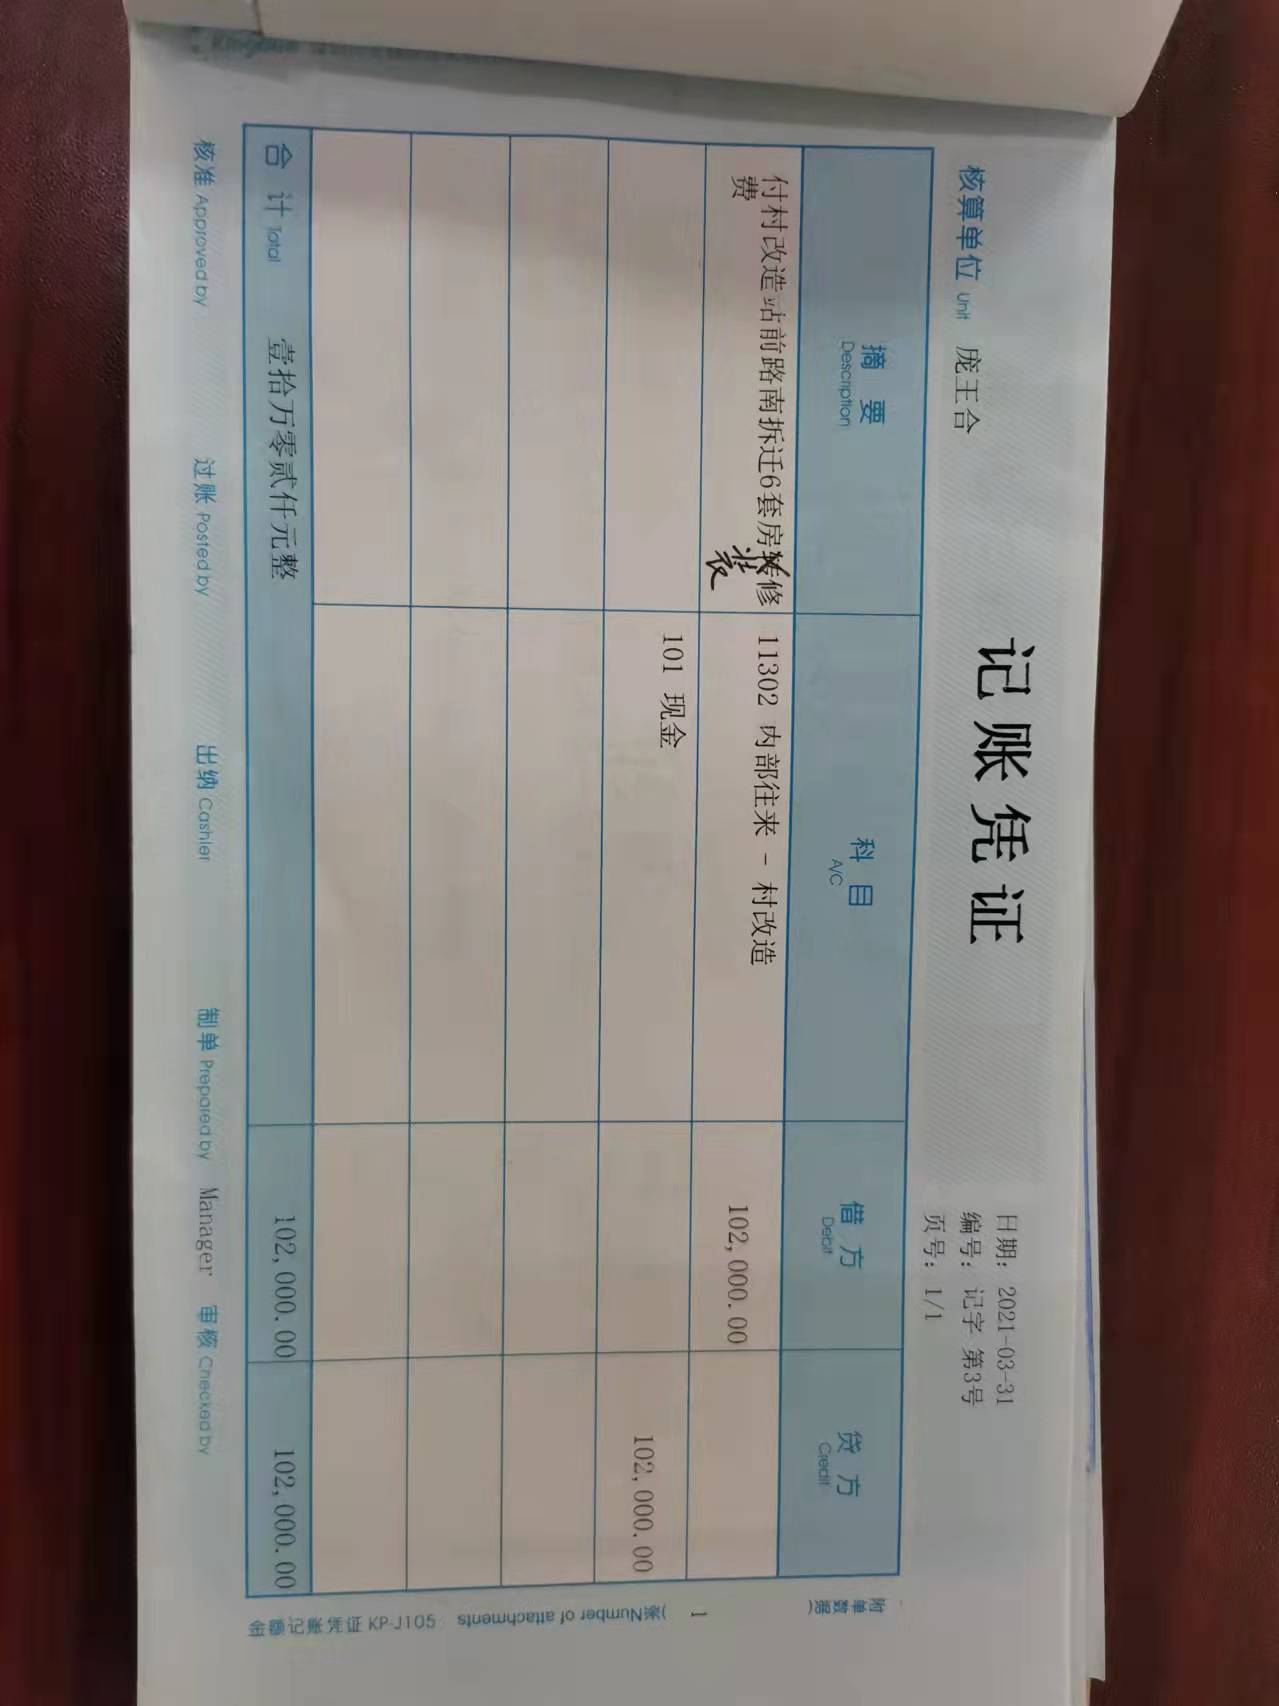 Kingdee
记账凭证
核算单位 Unit 庞王合
日期：2021-03-31
编号：记字 第3号
页号：1/1
摘要 Description 科目 A/C 借方 Debit 贷方 Credit
付村改造站前路南拆迁6套房转修 11302 内部往来 - 村改造 102,000.00
费
装
101 现金 102,000.00
合计 Total 壹拾万零贰仟元整 102,000.00 102,000.00
核准 Approved by 过账 Posted by 出纳 Cashier 制单 Prepared by Manager 审核 Checked by
附单数据( 1 )张 Number of attachments
金额记账凭证 KP-J105